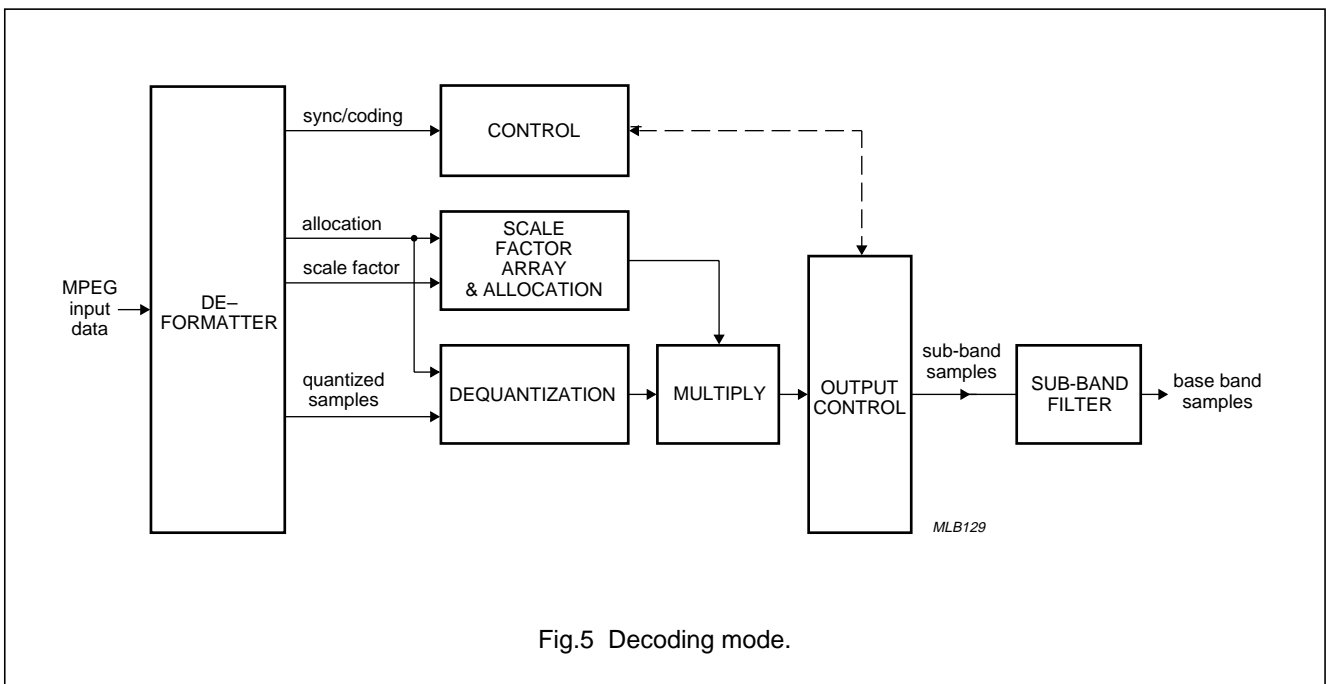 sync/coding
CONTROL
allocation
scale factor
SCALE
FACTOR
ARRAY
& ALLOCATION
MPEG
input
data
DE–
FORMATTER
quantized
samples
DEQUANTIZATION
MULTIPLY
OUTPUT
CONTROL
sub-band
samples
SUB-BAND
FILTER
base band
samples
MLB129
Fig.5 Decoding mode.